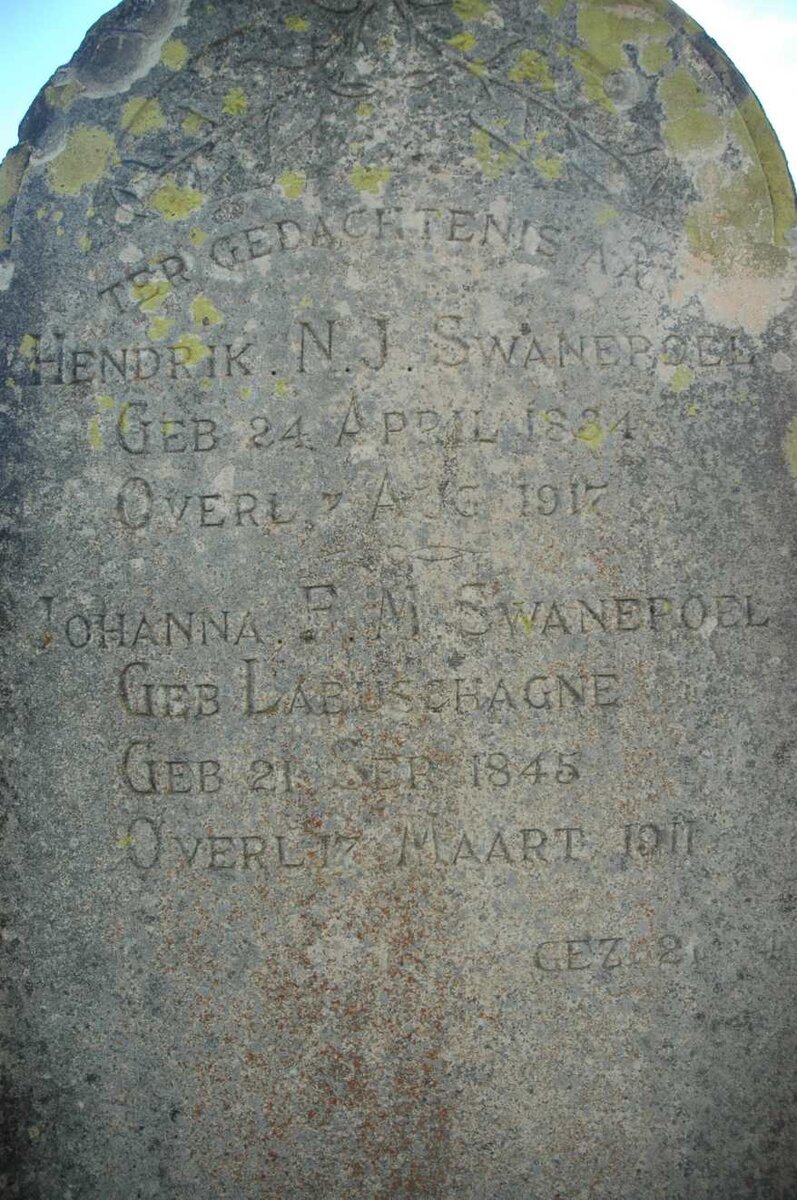 TER GEDACHTENIS AAN
HENDRIK. N. J. SWANEPOEL
GEB 24 APRIL 1834
OVERL 7 AUG 1917
JOHANNA. F. M SWANEPOEL
GEB LABUSCHAGNE
GEB 21 SEP 1845
OVERL 17 MAART 1911
GEZ.